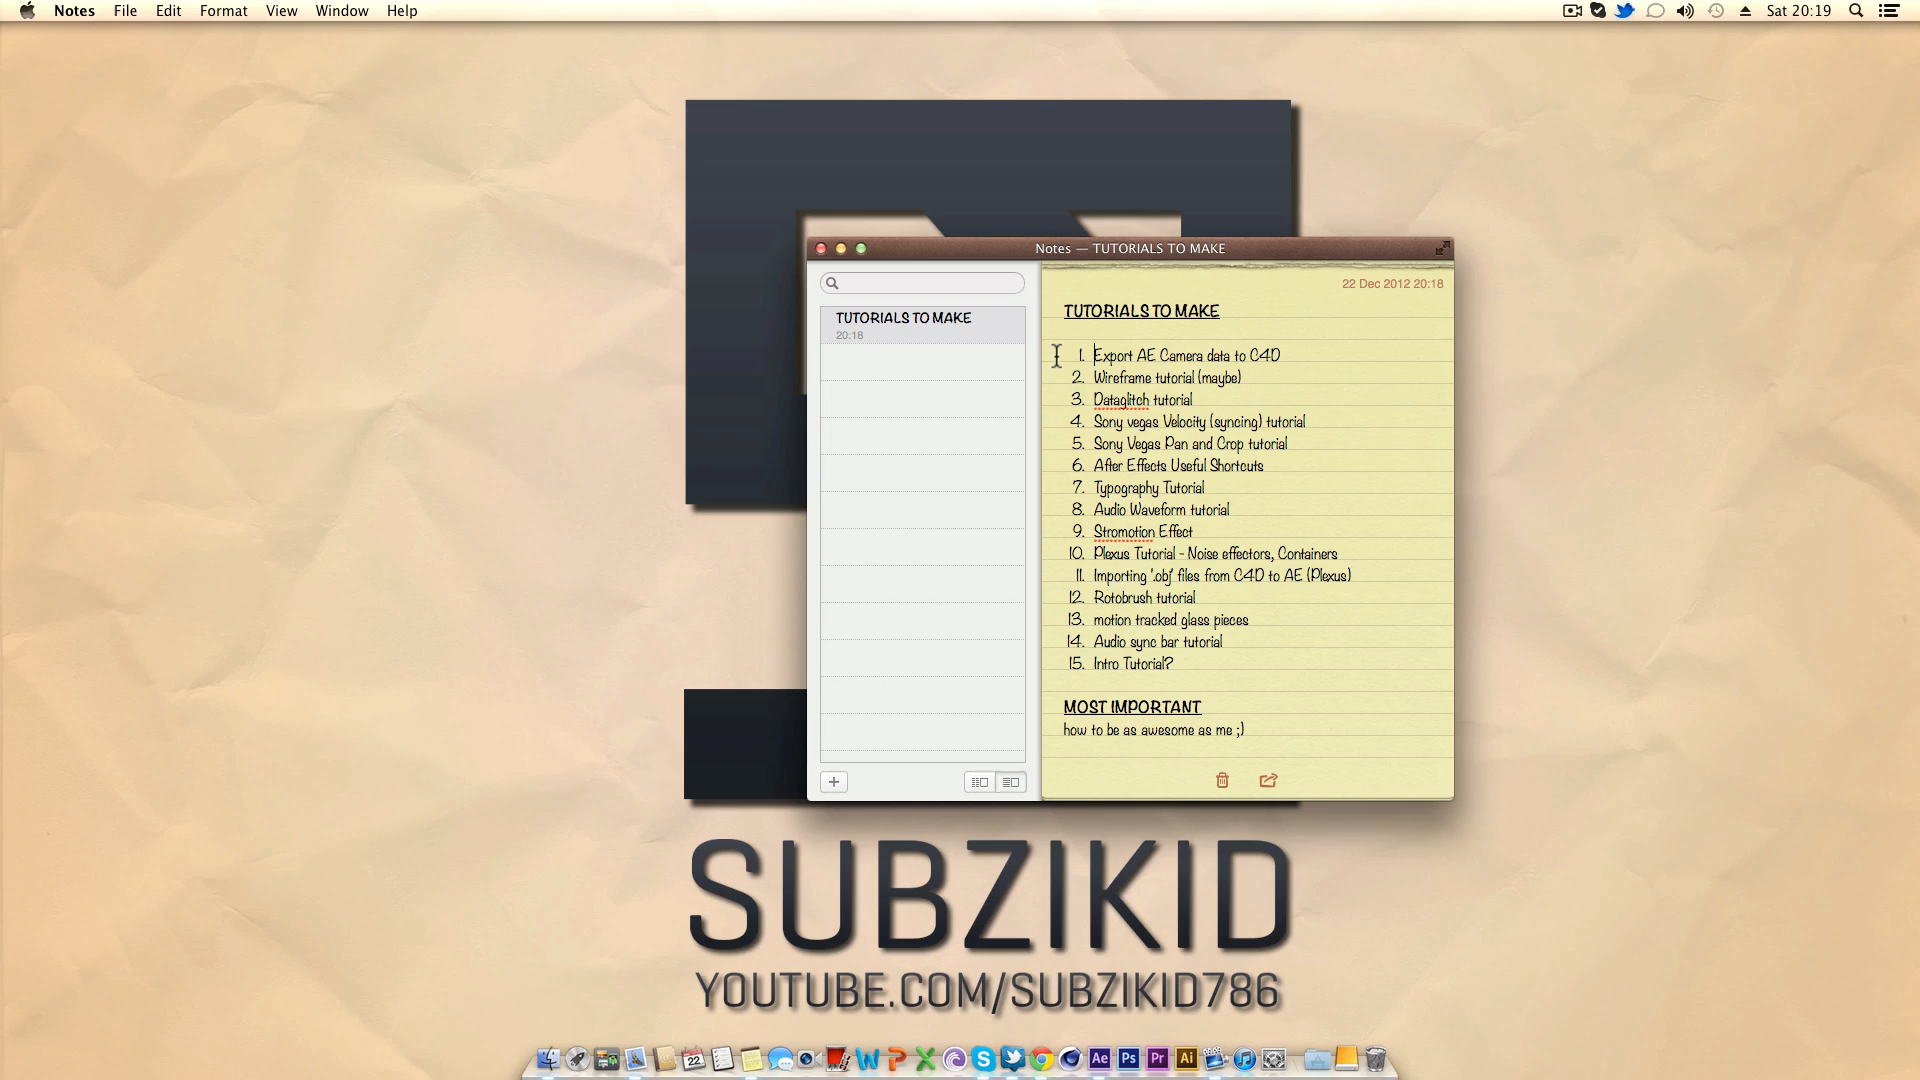 Notes File Edit Format View Window Help
Sat 20:19
Notes — TUTORIALS TO MAKE
TUTORIALS TO MAKE
20:18
22 Dec 2012 20:18
TUTORIALS TO MAKE
1. Export AE Camera data to C4D
2. Wireframe tutorial (maybe)
3. Dataglitch tutorial
4. Sony vegas Velocity (syncing) tutorial
5. Sony Vegas Pan and Crop tutorial
6. After Effects Useful Shortcuts
7. Typography Tutorial
8. Audio Waveform tutorial
9. Stromotion Effect
10. Plexus Tutorial - Noise effectors, Containers
11. Importing '.obj' files from C4D to AE (Plexus)
12. Rotobrush tutorial
13. motion tracked glass pieces
14. Audio sync bar tutorial
15. Intro Tutorial?
MOST IMPORTANT
how to be as awesome as me ;)
SUBZIKID
YOUTUBE.COM/SUBZIKID786
22
Ae Ps Pr Ai